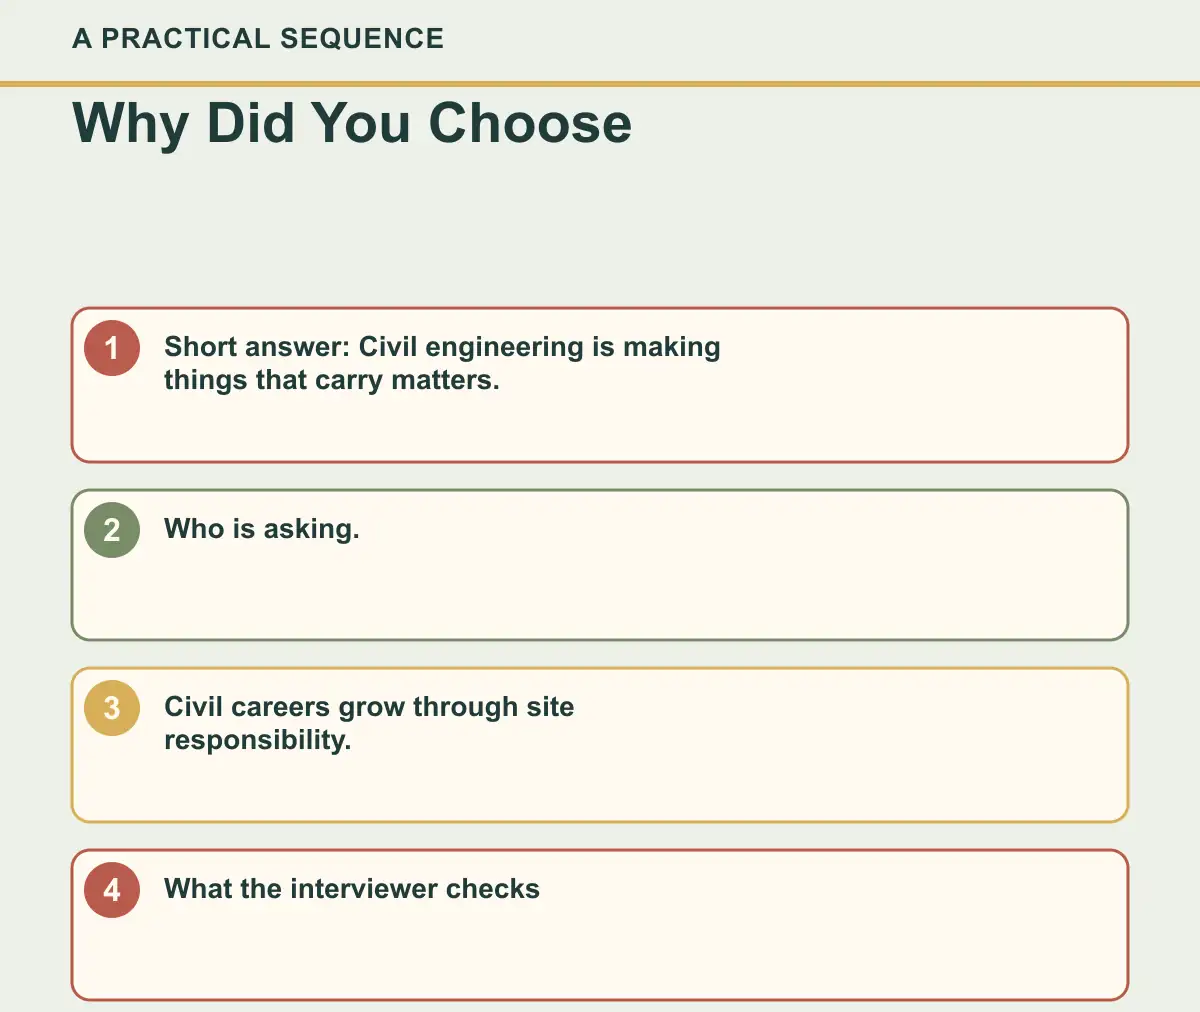 A PRACTICAL SEQUENCE
Why Did You Choose
1
Short answer: Civil engineering is making
things that carry matters.
2
Who is asking.
3
Civil careers grow through site
responsibility.
4
What the interviewer checks